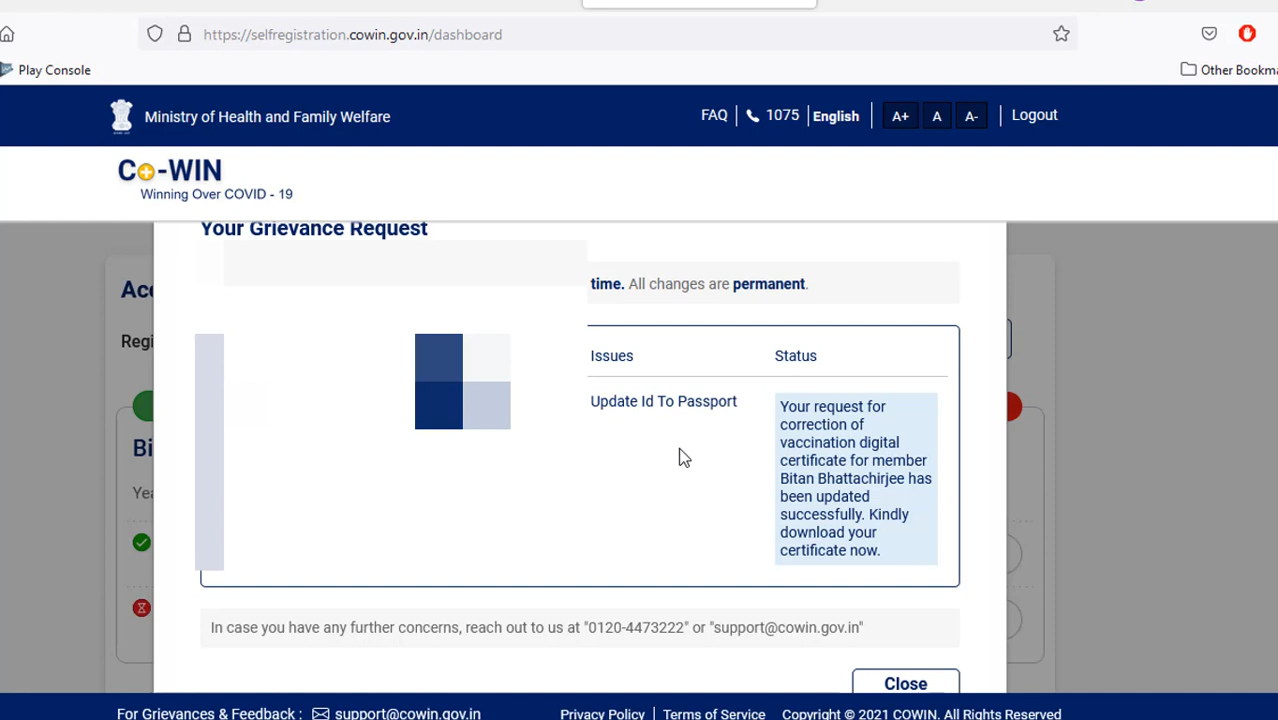 https://selfregistration.cowin.gov.in/dashboard
Play Console
Other Bookma
Ministry of Health and Family Welfare
FAQ 1075 English A+ A A- Logout
Co-WIN
Winning Over COVID - 19
Your Grievance Request
time. All changes are permanent.
Acc
Regi
Issues Status
Update Id To Passport
Your request for
correction of
vaccination digital
certificate for member
Bitan Bhattachirjee has
been updated
successfully. Kindly
download your
certificate now.
Bi
Yea
In case you have any further concerns, reach out to us at "0120-4473222" or "support@cowin.gov.in"
Close
For Grievances & Feedback : support@cowin.gov.in Privacy Policy Terms of Service Copyright © 2021 COWIN. All Rights Reserved